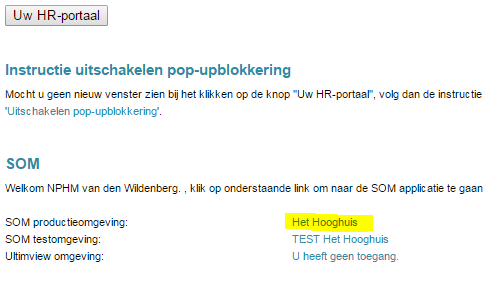 Uw HR-portaal
Instructie uitschakelen pop-upblokkering
Mocht u geen nieuw venster zien bij het klikken op de knop "Uw HR-portaal", volg dan de instructie
'Uitschakelen pop-upblokkering'.
SOM
Welkom NPHM van den Wildenberg. , klik op onderstaande link om naar de SOM applicatie te gaan
SOM productieomgeving: Het Hooghuis
SOM testomgeving: TEST Het Hooghuis
Ultimview omgeving: U heeft geen toegang.